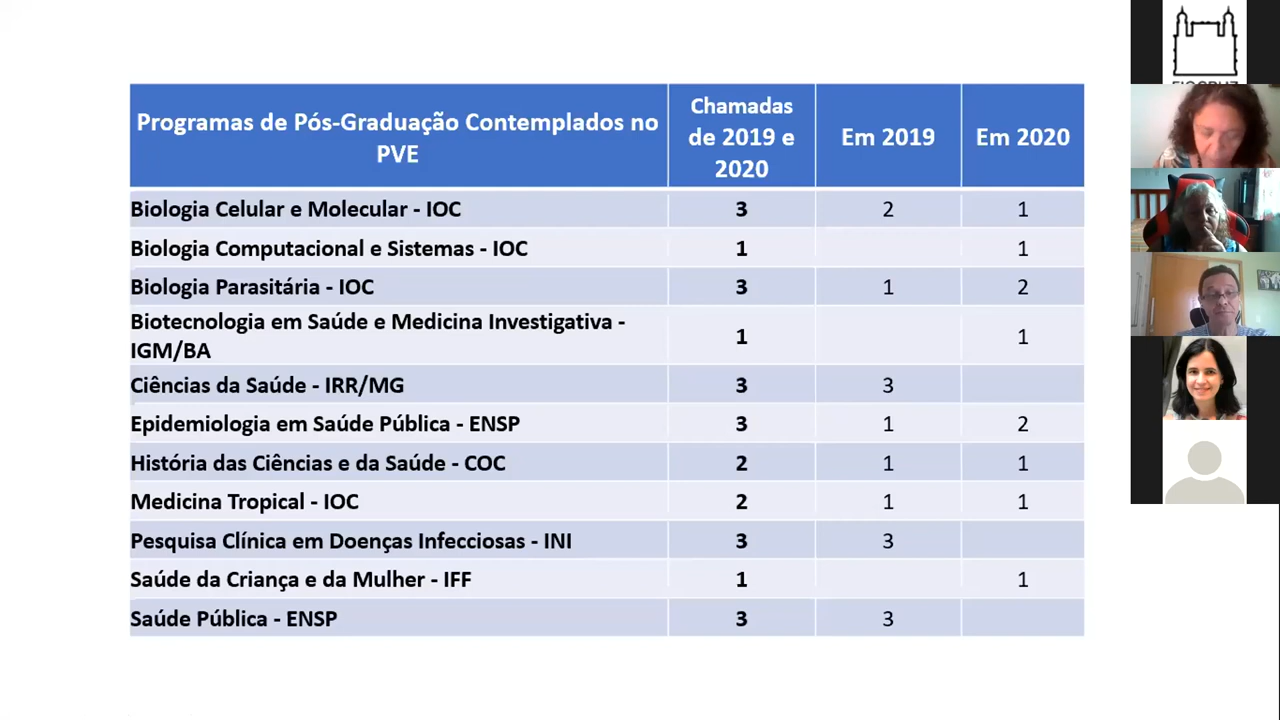 Programas de Pós-Graduação Contemplados no
PVE
Chamadas
de 2019 e
2020
Em 2019
Em 2020
Biologia Celular e Molecular - IOC 3 2 1
Biologia Computacional e Sistemas - IOC 1 1
Biologia Parasitária - IOC 3 1 2
Biotecnologia em Saúde e Medicina Investigativa -
IGM/BA 1 1
Ciências da Saúde - IRR/MG 3 3
Epidemiologia em Saúde Pública - ENSP 3 1 2
História das Ciências e da Saúde - COC 2 1 1
Medicina Tropical - IOC 2 1 1
Pesquisa Clínica em Doenças Infecciosas - INI 3 3
Saúde da Criança e da Mulher - IFF 1 1
Saúde Pública - ENSP 3 3